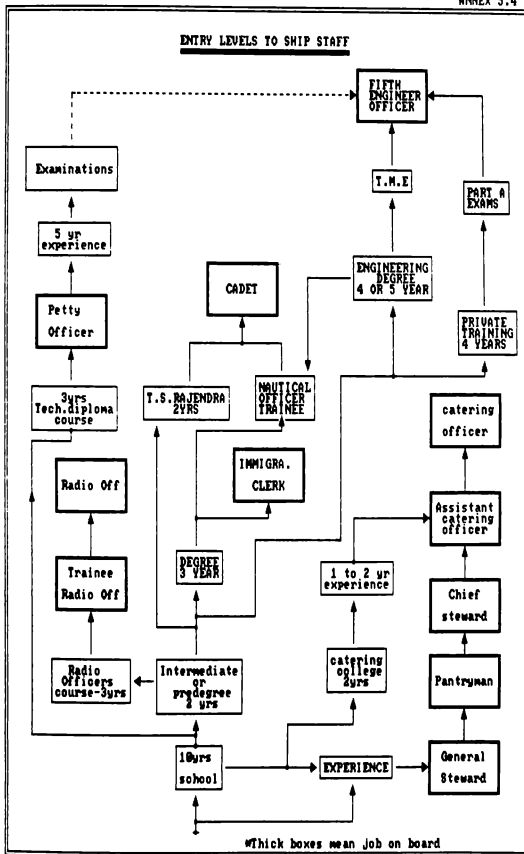 ANNEX 3.4
ENTRY LEVELS TO SHIP STAFF
FIFTH
ENGINEER
OFFICER
Examinations
T.M.E
PART A
EXAMS
5 yr
experience
ENGINEERING
DEGREE
4 OR 5 YEAR
CADET
Petty
Officer
PRIVATE
TRAINING
4 YEARS
T.S.RAJENDRA
2YRS
NAUTICAL
OFFICER
TRAINEE
3yrs
Tech.diploma
course
catering
officer
IMMIGRA.
CLERK
Radio Off
Assistant
catering
officer
DEGREE
3 YEAR
1 to 2 yr
experience
Trainee
Radio Off
Chief
steward
Radio
Officers
course-3yrs
Intermediate
or
predegree
2 yrs
catering
college
2yrs
Pantryman
10yrs
school
EXPERIENCE
General
Steward
*Thick boxes mean job on board